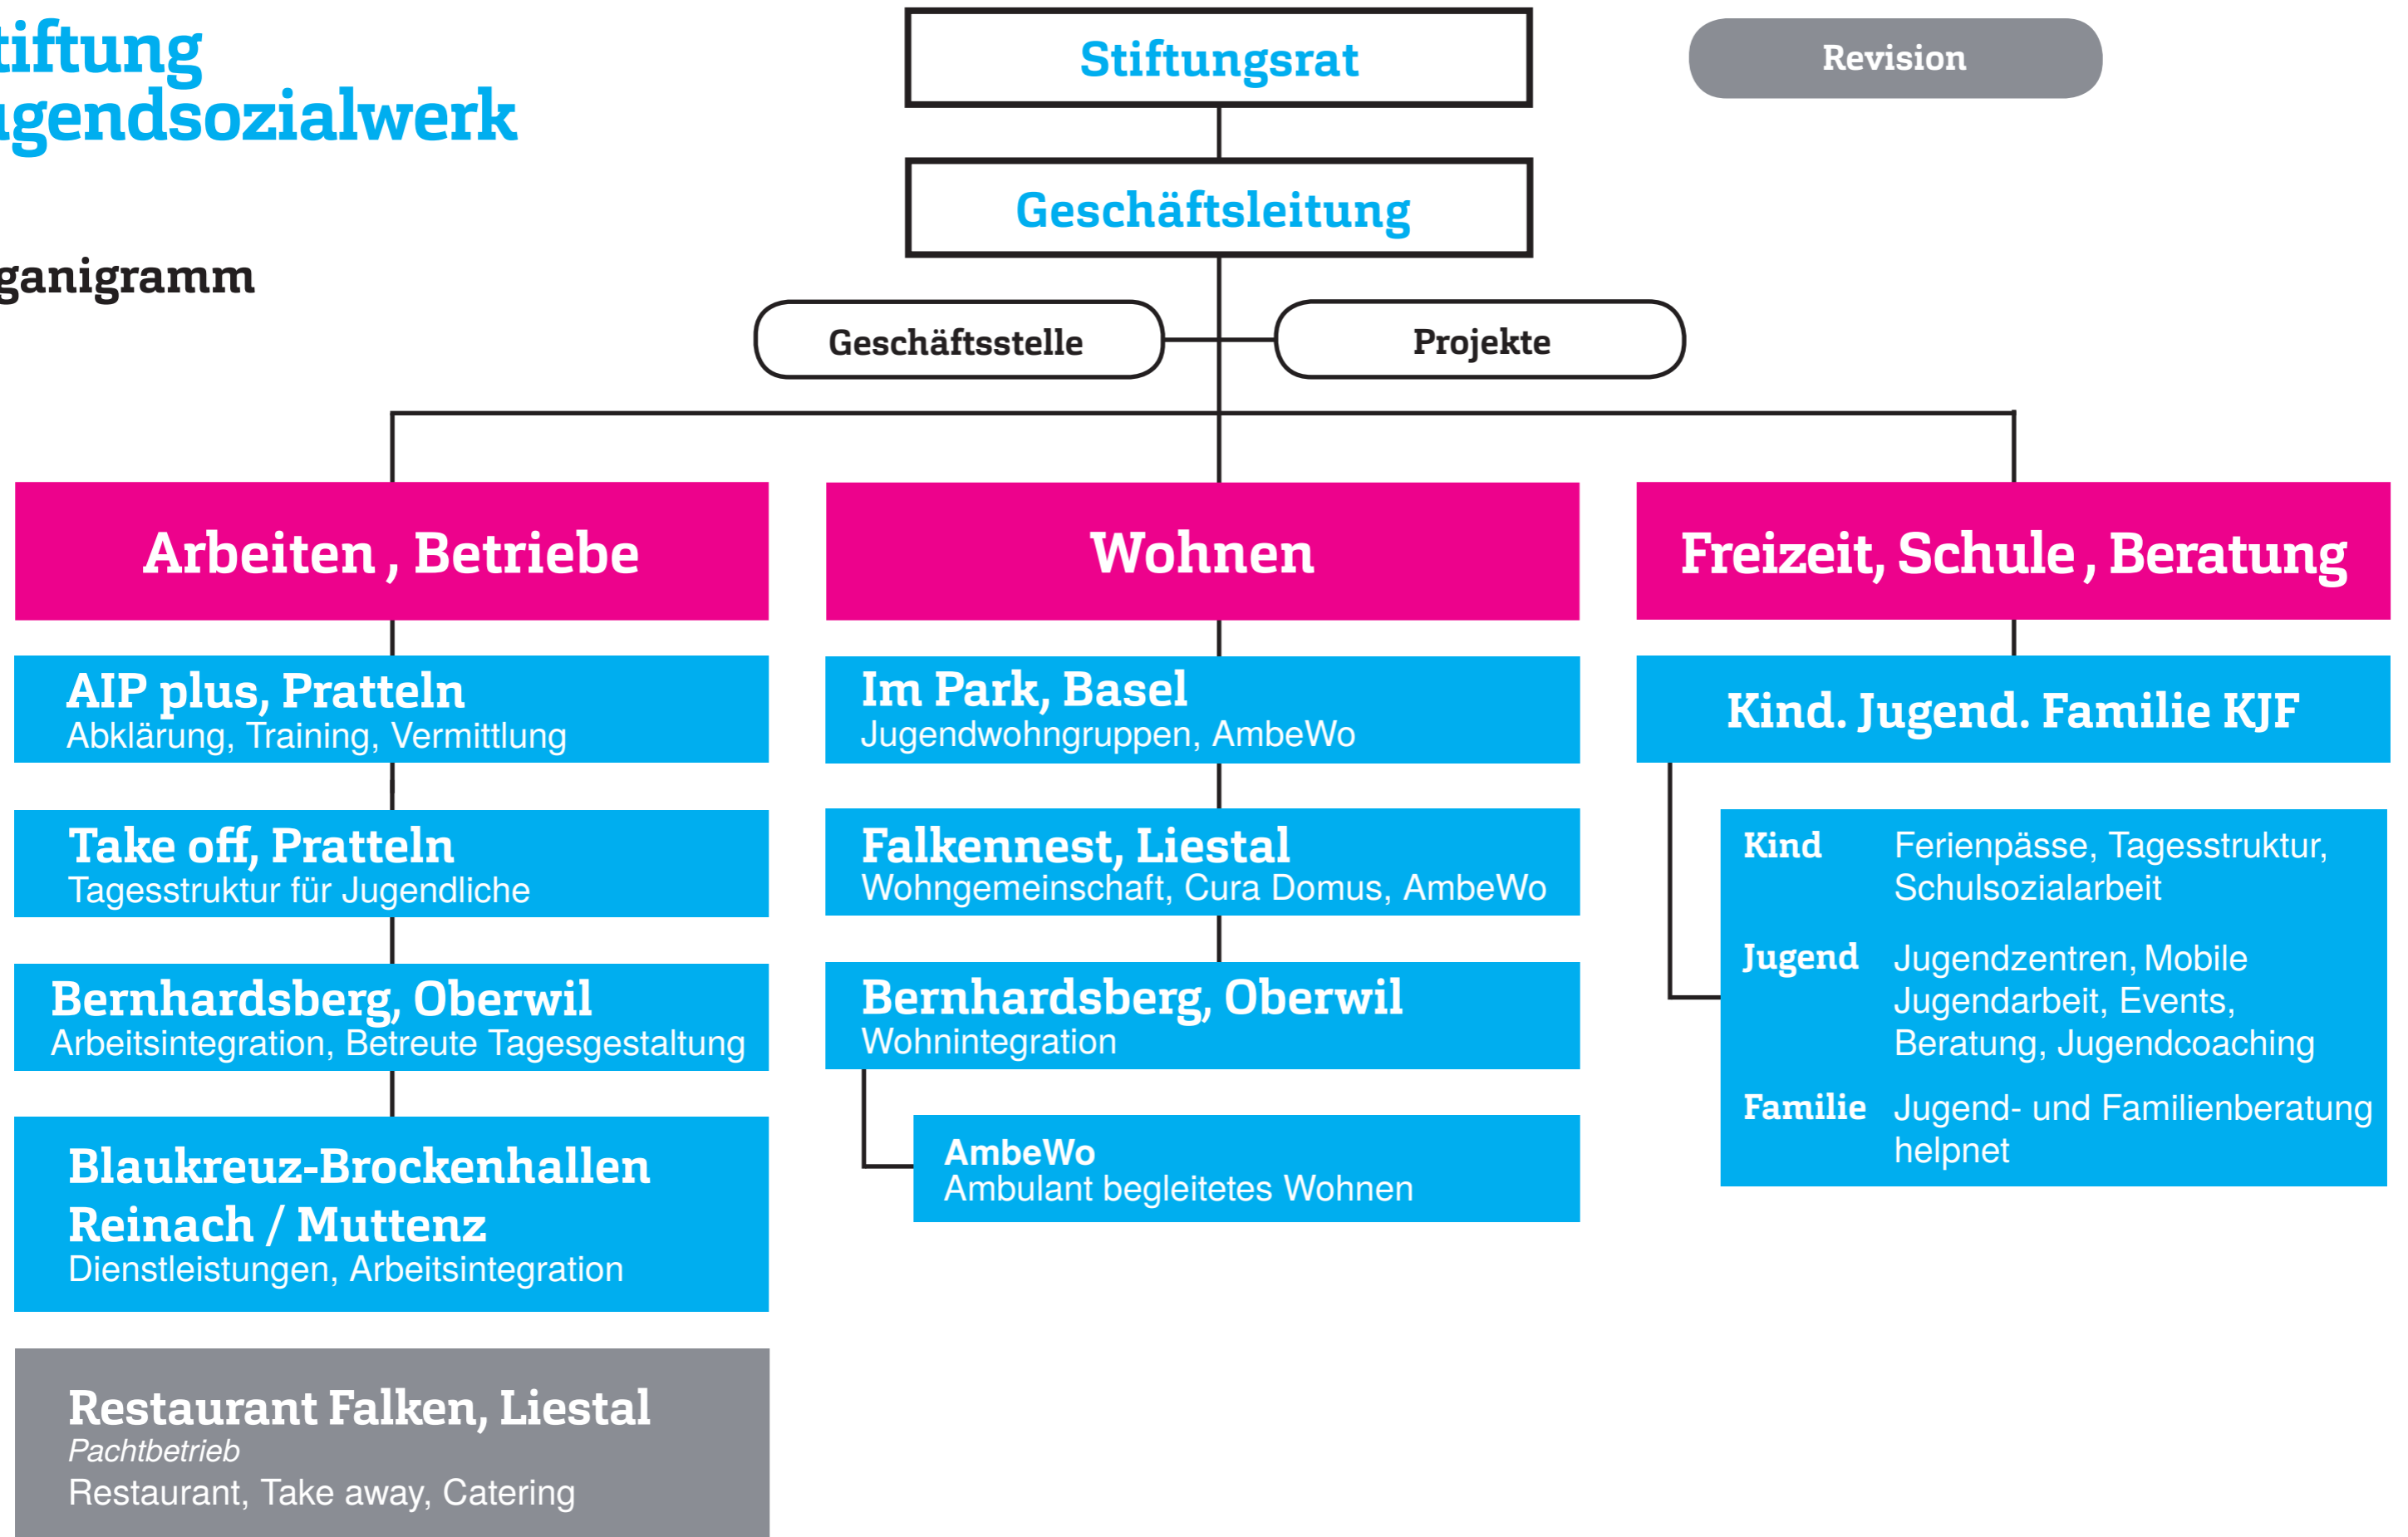 tiftung
ugendsozialwerk
ganigramm
Stiftungsrat
Revision
Geschäftsleitung
Geschäftsstelle
Projekte
Arbeiten , Betriebe
AIP plus, Pratteln
Abklärung, Training, Vermittlung
Take off, Pratteln
Tagesstruktur für Jugendliche
Bernhardsberg, Oberwil
Arbeitsintegration, Betreute Tagesgestaltung
Blaukreuz-Brockenhallen
Reinach / Muttenz
Dienstleistungen, Arbeitsintegration
Restaurant Falken, Liestal
Pachtbetrieb
Restaurant, Take away, Catering
Wohnen
Im Park, Basel
Jugendwohngruppen, AmbeWo
Falkennest, Liestal
Wohngemeinschaft, Cura Domus, AmbeWo
Bernhardsberg, Oberwil
Wohnintegration
AmbeWo
Ambulant begleitetes Wohnen
Freizeit, Schule , Beratung
Kind. Jugend. Familie KJF
Kind Ferienpässe, Tagesstruktur,
Schulsozialarbeit
Jugend Jugendzentren, Mobile
Jugendarbeit, Events,
Beratung, Jugendcoaching
Familie Jugend- und Familienberatung
helpnet